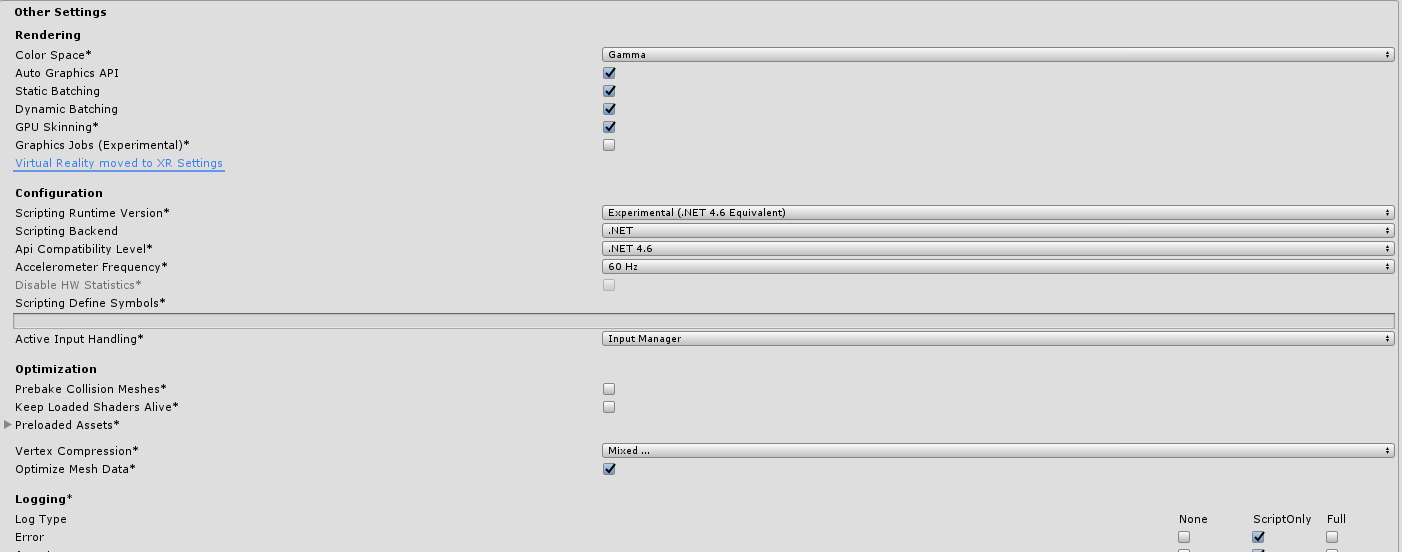 Other Settings
Rendering
Color Space* Gamma
Auto Graphics API
Static Batching
Dynamic Batching
GPU Skinning*
Graphics Jobs (Experimental)*
Virtual Reality moved to XR Settings
Configuration
Scripting Runtime Version* Experimental (.NET 4.6 Equivalent)
Scripting Backend .NET
Api Compatibility Level* .NET 4.6
Accelerometer Frequency* 60 Hz
Disable HW Statistics*
Scripting Define Symbols*
Active Input Handling* Input Manager
Optimization
Prebake Collision Meshes*
Keep Loaded Shaders Alive*
Preloaded Assets*
Vertex Compression* Mixed ...
Optimize Mesh Data*
Logging*
Log Type None ScriptOnly Full
Error